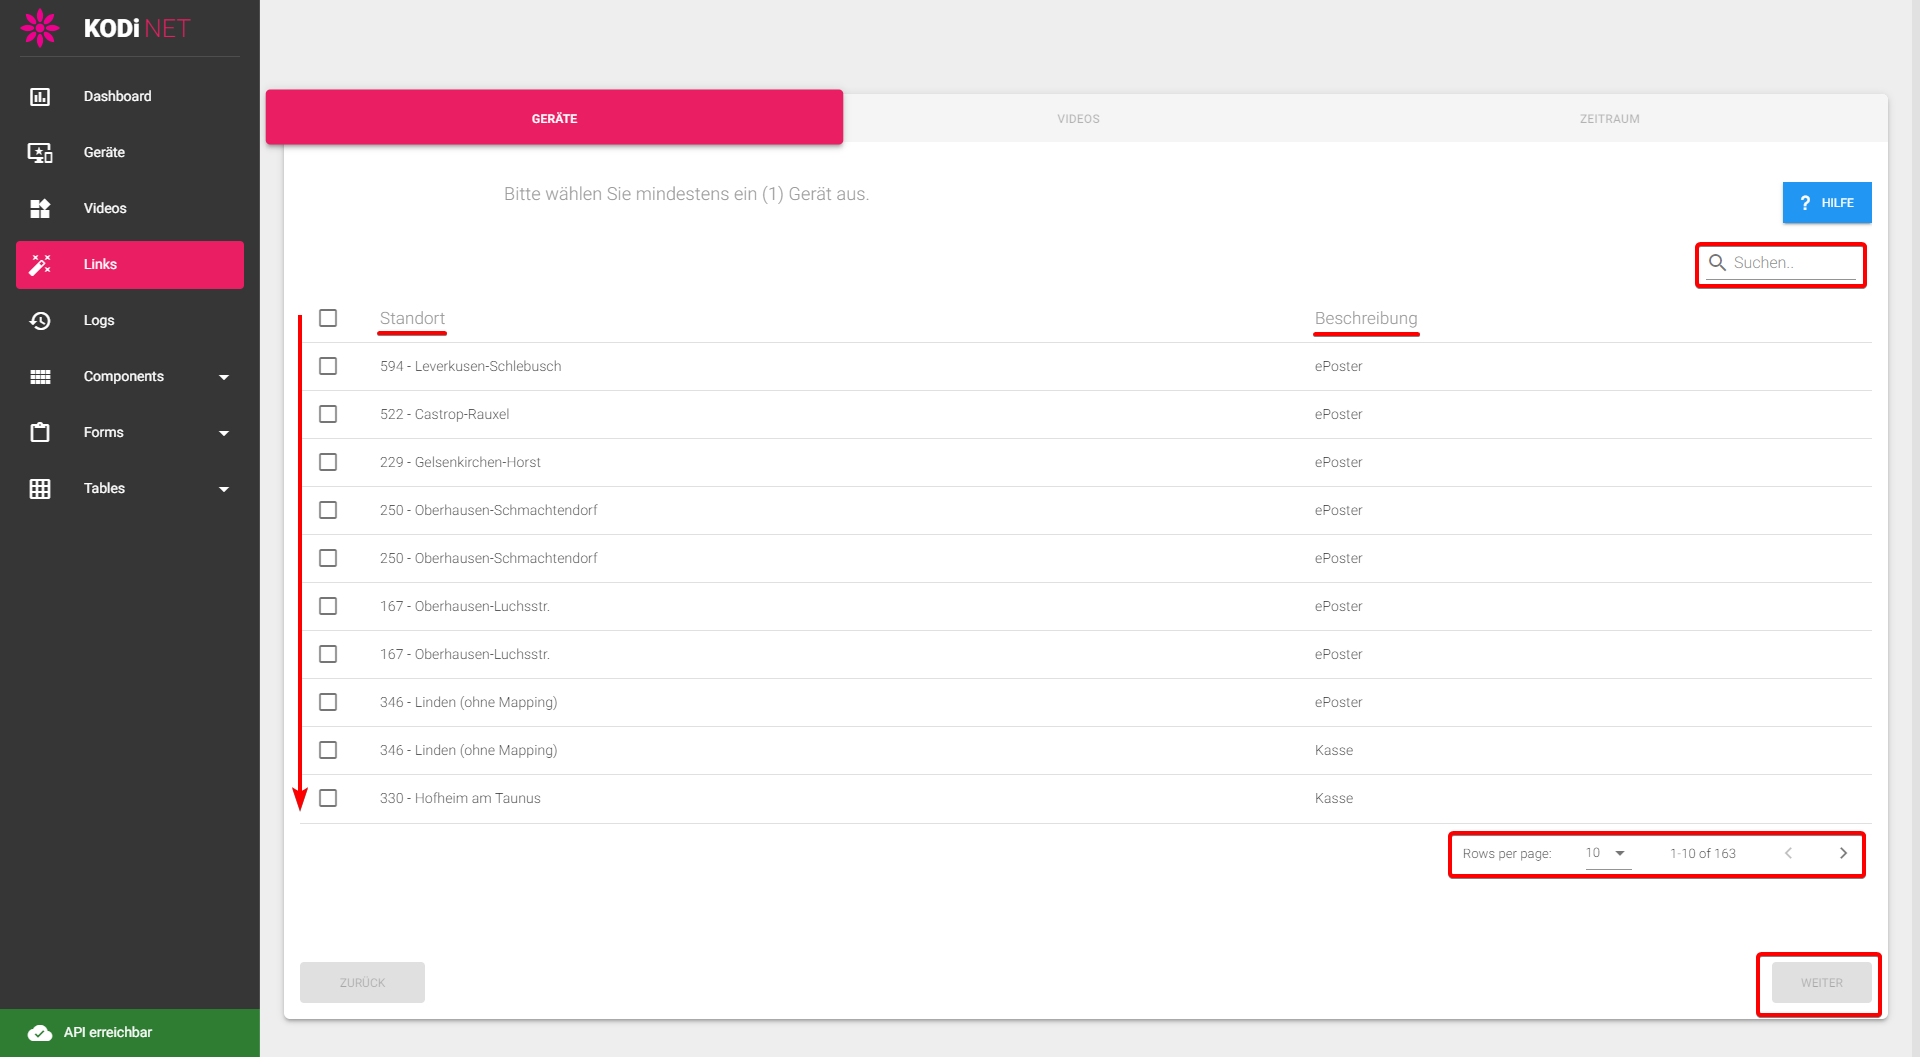 KODi NET
Dashboard
Geräte
Videos
Links
Logs
Components
Forms
Tables
API erreichbar
GERÄTE
VIDEOS
ZEITRAUM
Bitte wählen Sie mindestens ein (1) Gerät aus.
? HILFE
Suchen..
Standort Beschreibung
594 - Leverkusen-Schlebusch ePoster
522 - Castrop-Rauxel ePoster
229 - Gelsenkirchen-Horst ePoster
250 - Oberhausen-Schmachtendorf ePoster
250 - Oberhausen-Schmachtendorf ePoster
167 - Oberhausen-Luchsstr. ePoster
167 - Oberhausen-Luchsstr. ePoster
346 - Linden (ohne Mapping) ePoster
346 - Linden (ohne Mapping) Kasse
330 - Hofheim am Taunus Kasse
Rows per page: 10 1-10 of 163
ZURÜCK
WEITER